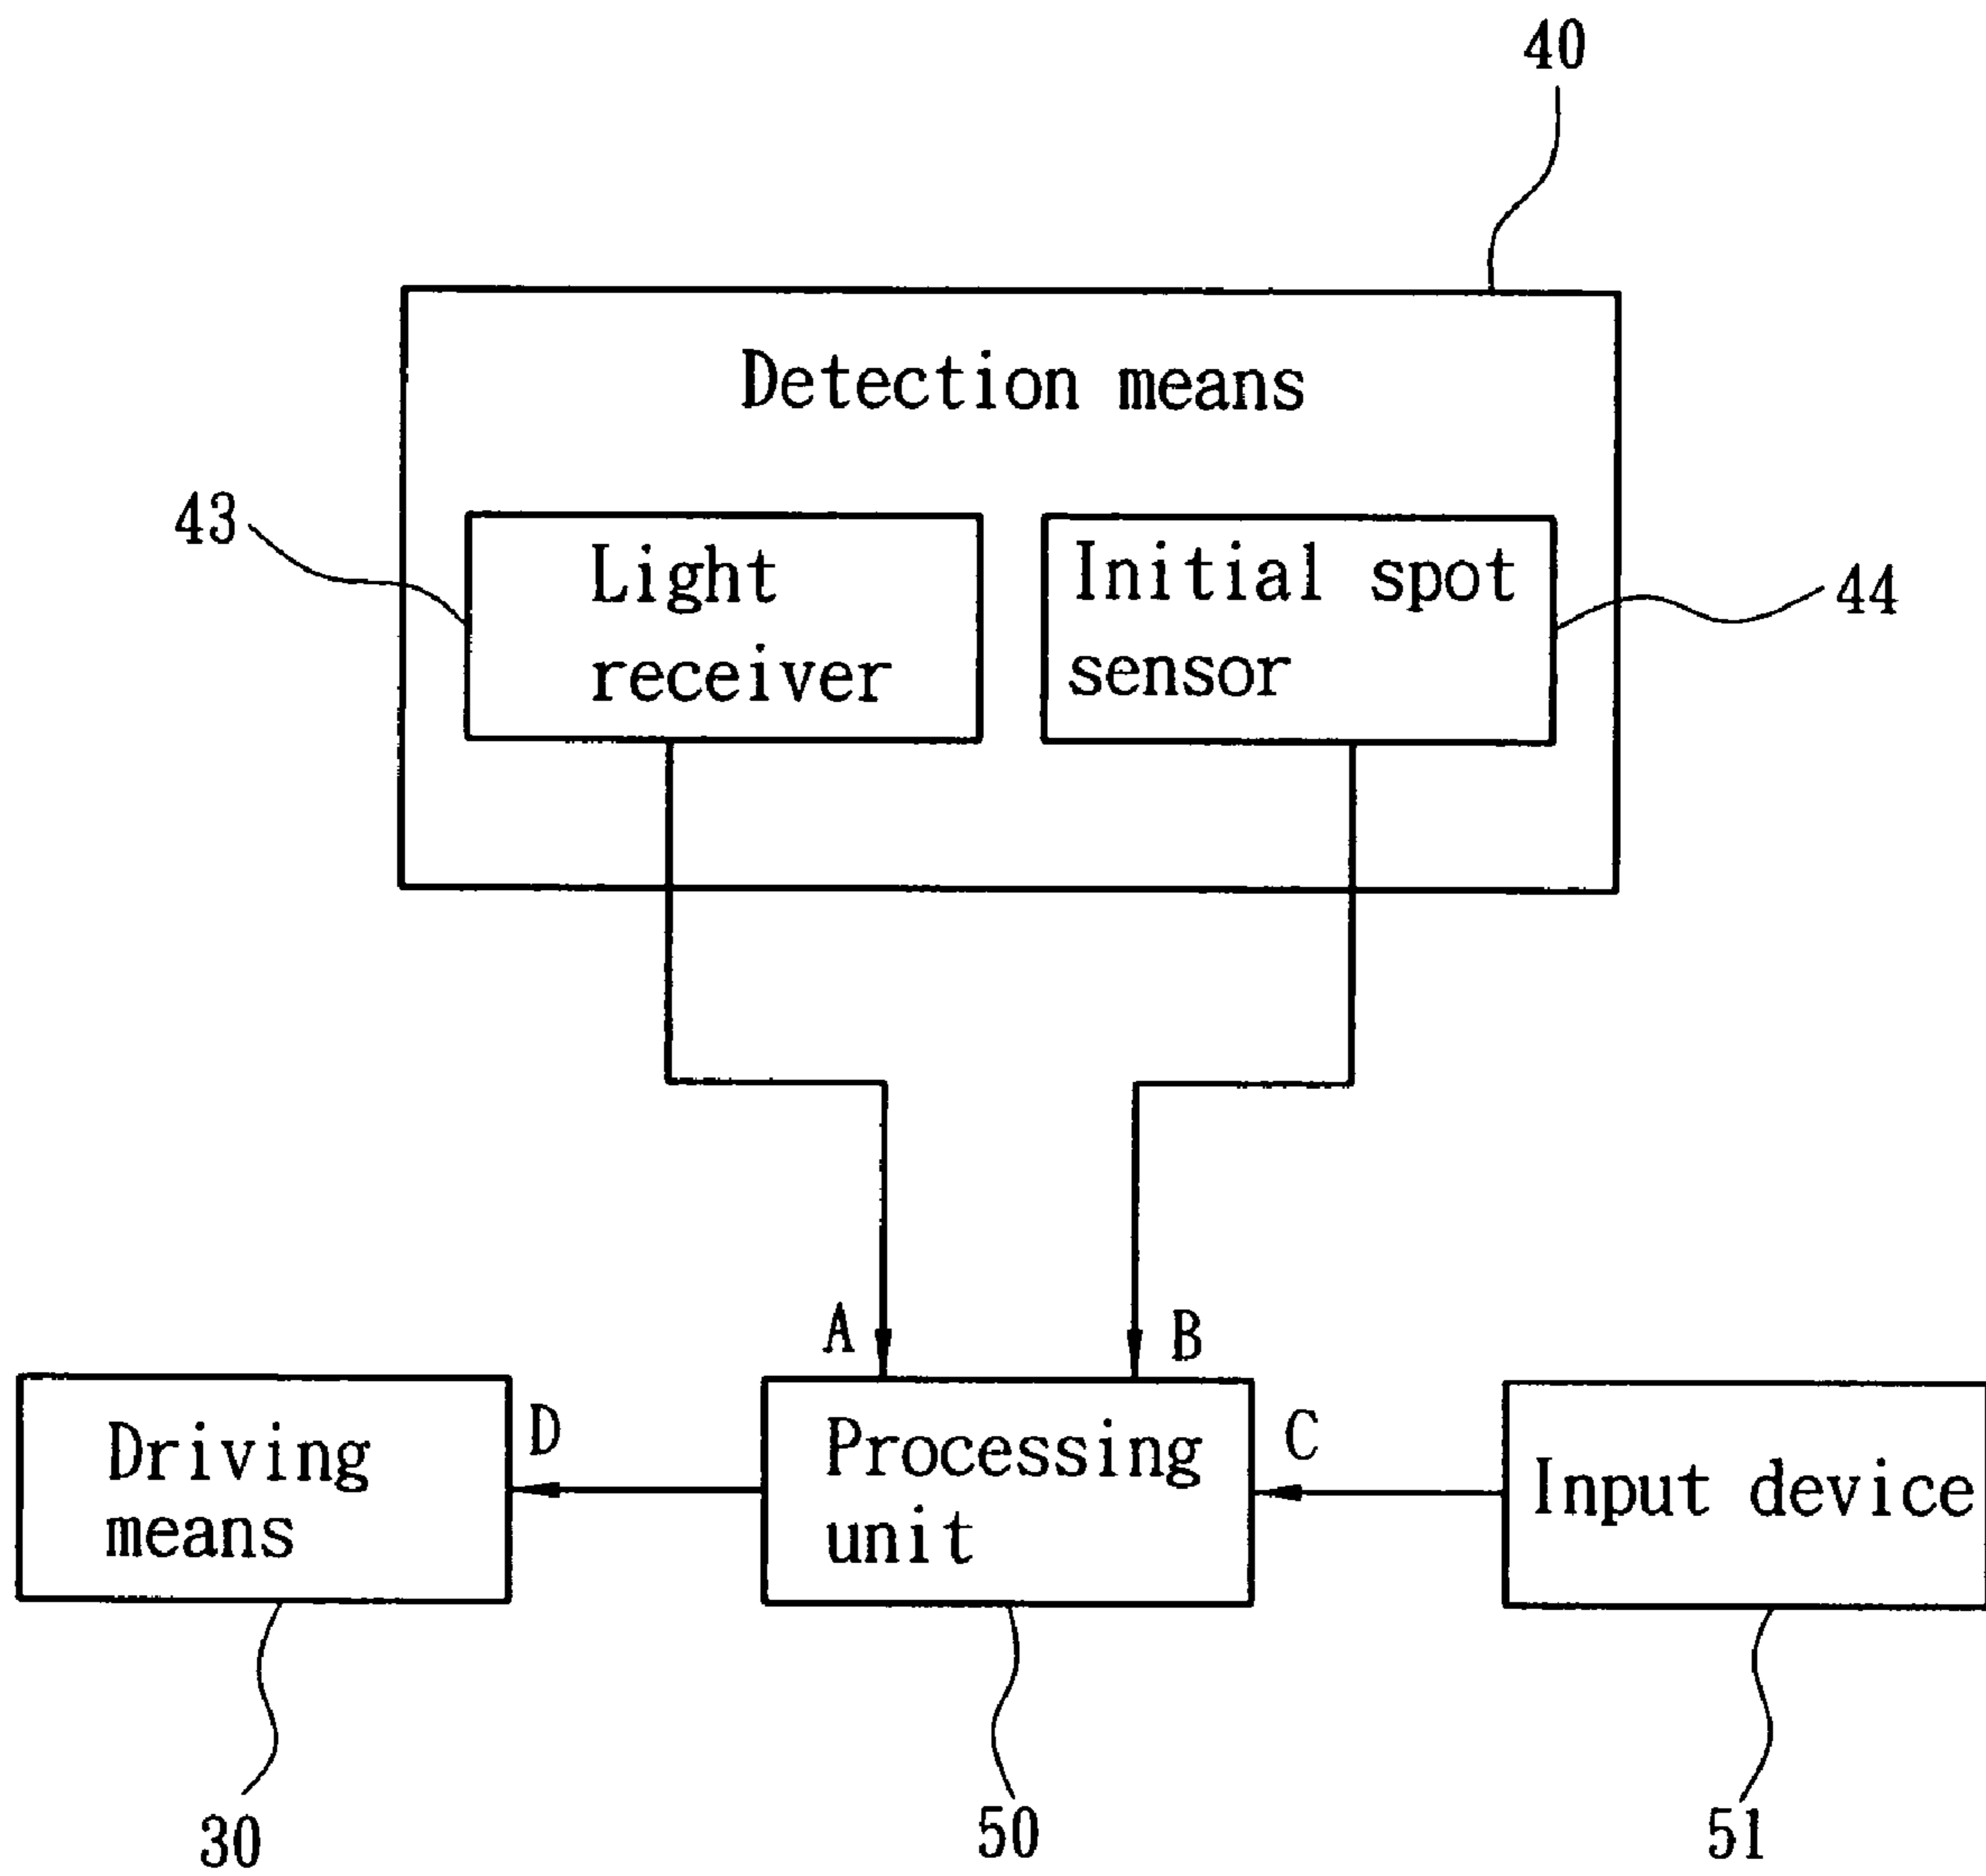 40
Detection means
43
Light
receiver
Initial spot
sensor
44
A
B
Driving
means
D
Processing
unit
C
Input device
30
50
51